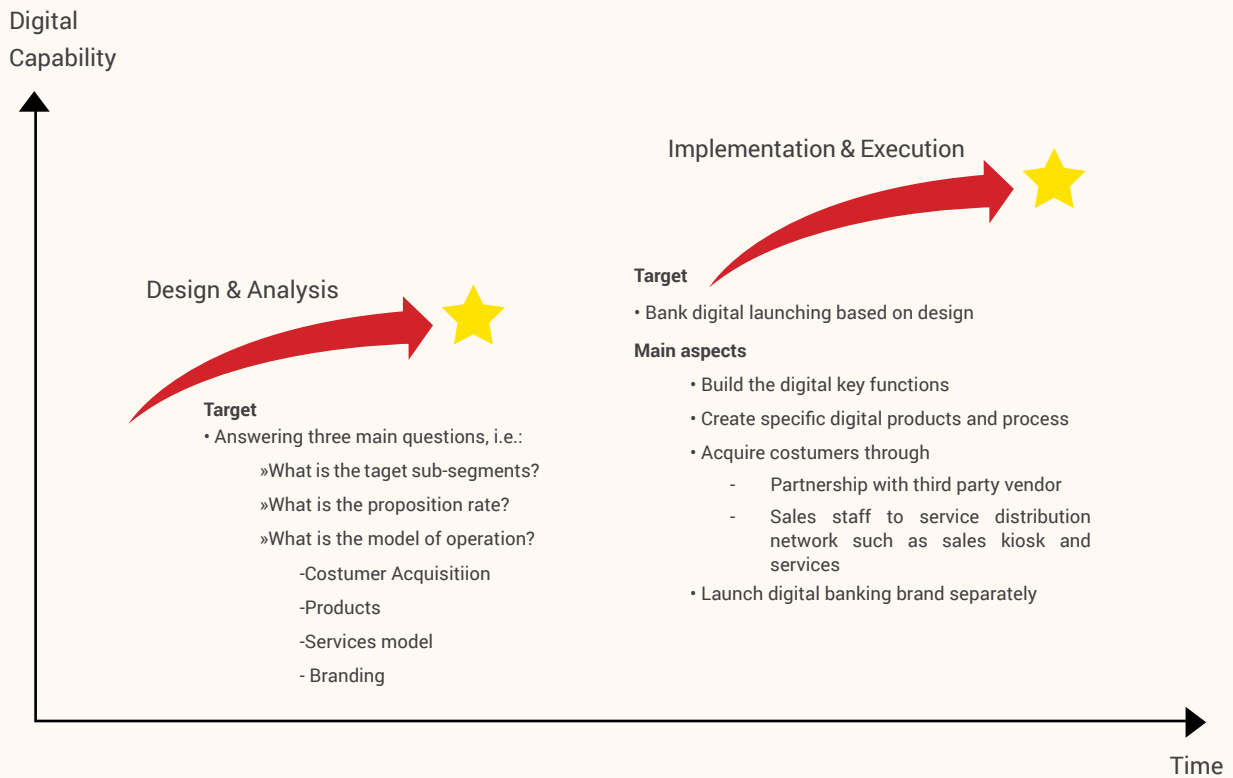 Digital
Capability
Design & Analysis
Target
• Answering three main questions, i.e.:
»What is the taget sub-segments?
»What is the proposition rate?
»What is the model of operation?
-Costumer Acquisitiion
-Products
-Services model
- Branding
Implementation & Execution
Target
• Bank digital launching based on design
Main aspects
• Build the digital key functions
• Create specific digital products and process
• Acquire costumers through
- Partnership with third party vendor
- Sales staff to service distribution
network such as sales kiosk and
services
• Launch digital banking brand separately
Time